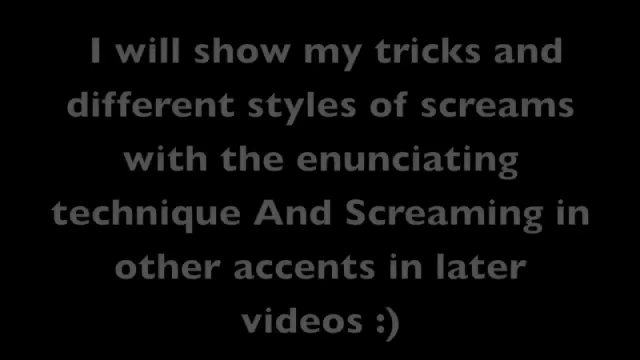 I will show my tricks and
different styles of screams
with the enunciating
technique And Screaming in
other accents in later
videos :)